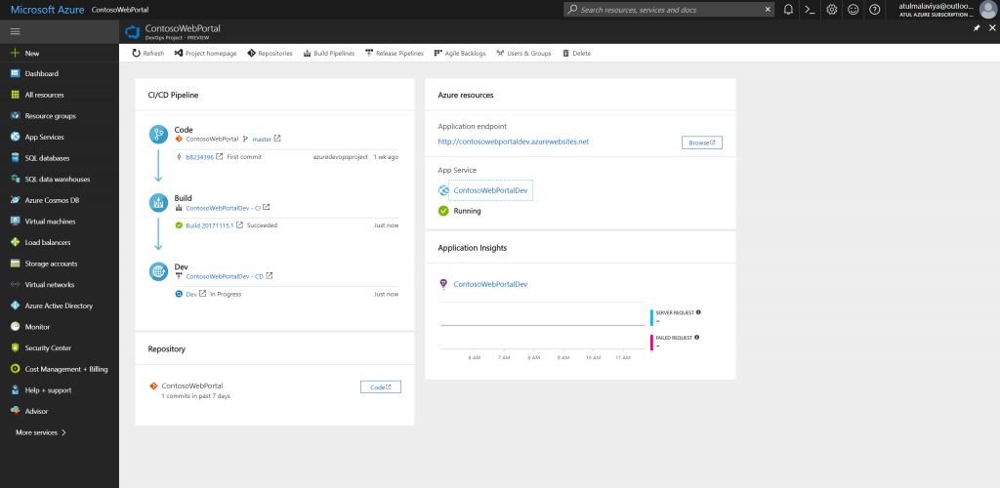 Microsoft Azure ContosoWebPortal
Search resources, services and docs
atulmalaviya@outloo...
ATUL AZURE SUBSCRIPTION ...
ContosoWebPortal
DevOps Project - PREVIEW
Refresh Project homepage Repositories Build Pipelines Release Pipelines Agile Backlogs Users & Groups Delete
New
Dashboard
All resources
Resource groups
App Services
SQL databases
SQL data warehouses
Azure Cosmos DB
Virtual machines
Load balancers
Storage accounts
Virtual networks
Azure Active Directory
Monitor
Security Center
Cost Management + Billing
Help + support
Advisor
More services
CI/CD Pipeline
Code
ContosoWebPortal master
b8234396 First commit azuredevopsproject 1 wk ago
Build
ContosoWebPortalDev - CI
Build 20171115.1 Succeeded Just now
Dev
ContosoWebPortalDev - CD
Dev In Progress Just now
Repository
ContosoWebPortal
1 commits in past 7 days
Code
Azure resources
Application endpoint
http://contosowebportaldev.azurewebsites.net
Browse
App Service
ContosoWebPortalDev
Running
Application Insights
ContosoWebPortalDev
SERVER REQUEST
--
FAILED REQUEST
--
6 AM 7 AM 8 AM 9 AM 10 AM 11 AM